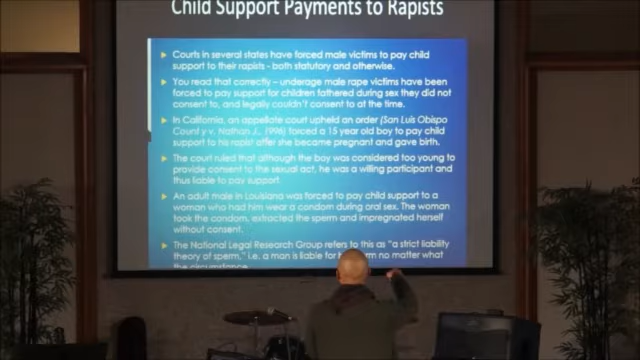 Child Support Payments to Rapists
Courts in several states have forced male victims to pay child
support to their rapists - both statutory and otherwise.
You read that correctly – underage male rape victims have been
forced to pay support for children fathered during sex they did not
consent to, and legally couldn't consent to at the time.
In California, an appellate court upheld an order (San Luis Obispo
County v. Nathan J., 1996) forced a 15 year old boy to pay child
support to his rapist after she became pregnant and gave birth.
The court ruled that although the boy was considered too young to
provide consent to the sexual act, he was a willing participant and
thus liable to pay support.
An adult male in Louisiana was forced to pay child support to a
woman who had him wear a condom during oral sex. The woman
took the condom, extracted the sperm and impregnated herself
without consent.
The National Legal Research Group refers to this as "a strict liability
theory of sperm," i.e. a man is liable for no matter what
the circumstance